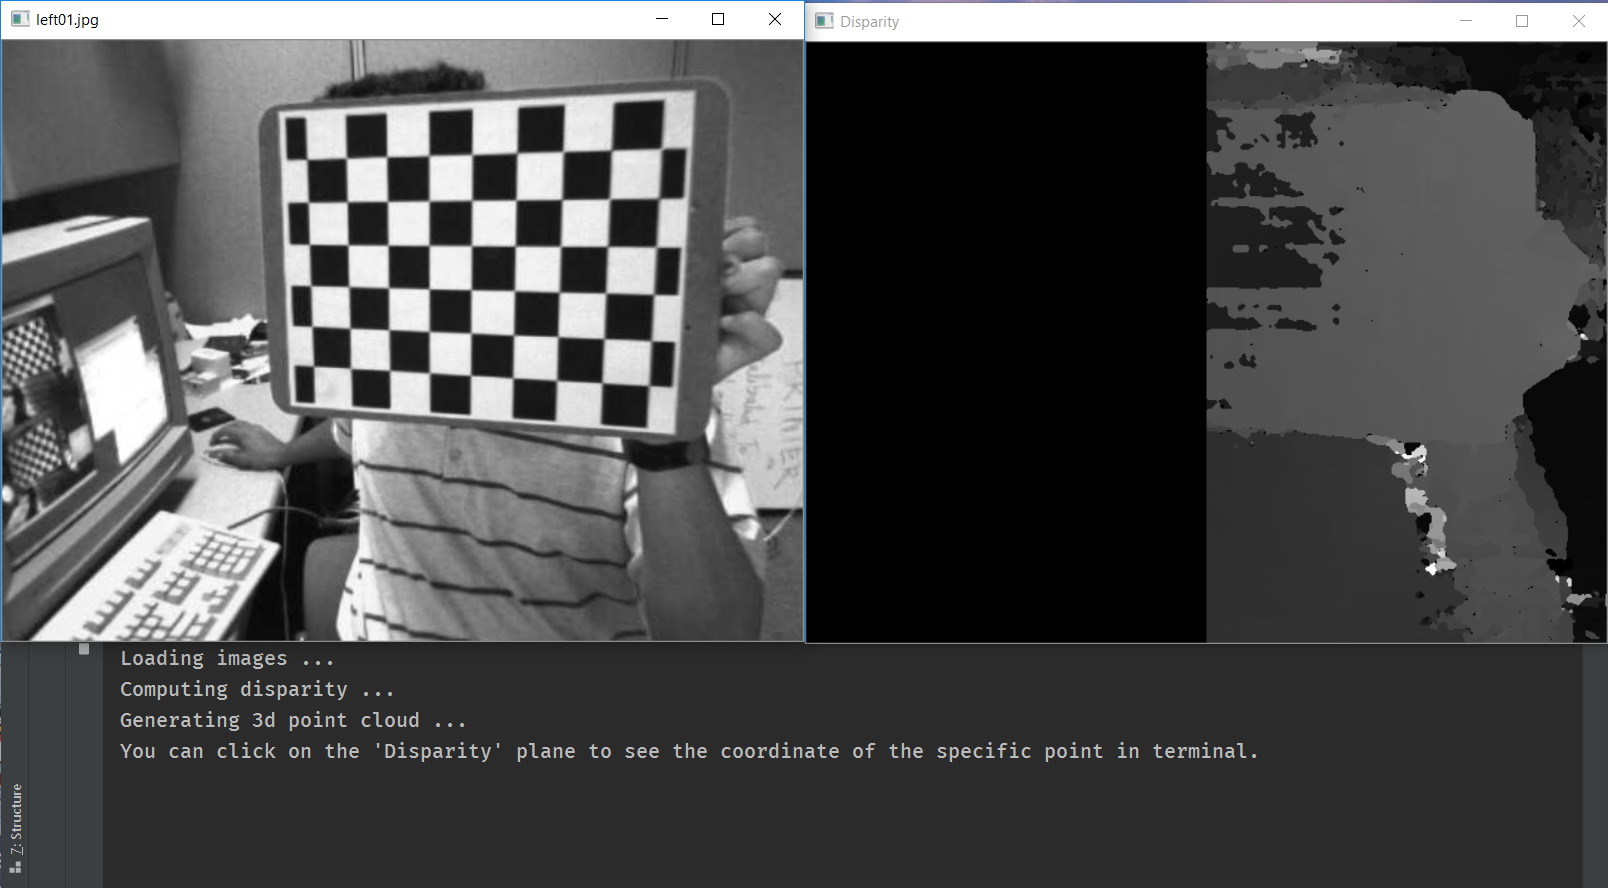 left01.jpg
Disparity
Loading images ...
Computing disparity ...
Generating 3d point cloud ...
You can click on the 'Disparity' plane to see the coordinate of the specific point in terminal.
7: Structure